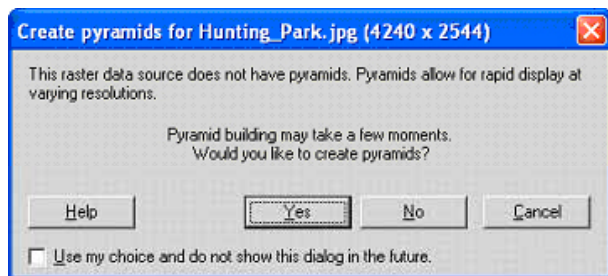 Create pyramids for Hunting_Park.jpg (4240 x 2544)
This raster data source does not have pyramids. Pyramids allow for rapid display at
varying resolutions.
Pyramid building may take a few moments.
Would you like to create pyramids?
Help Yes No Cancel
Use my choice and do not show this dialog in the future.